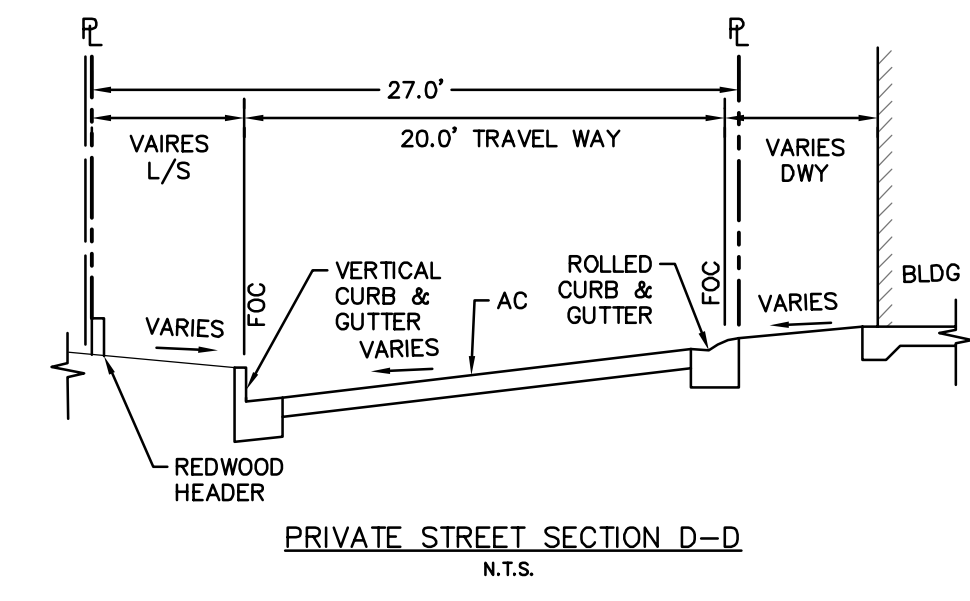 PL
PL
27.0'
VAIRES
L/S
20.0' TRAVEL WAY
VARIES
DWY
FOC
VERTICAL
CURB &
GUTTER
AC
ROLLED
CURB &
GUTTER
FOC
BLDG
VARIES
VARIES
VARIES
REDWOOD
HEADER
PRIVATE STREET SECTION D-D
N.T.S.